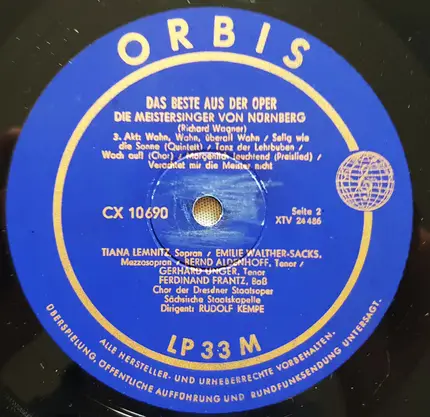 ORBIS
DAS BESTE AUS DER OPER
DIE MEISTERSINGER VON NÜRNBERG
(Richard Wagner)
3. Akt: Wahn, Wahn, überall Wahn / Selig wie
die Sonne (Quintett) / Tanz der Lehrbuben /
Wach auf! (Chor) / Morgenlich leuchtend (Preislied) /
Verachtet mir die Meister nicht
CX 10690
Seite 2
XTV 24486
TIANA LEMNITZ, Sopran / EMILIE WALTHER-SACKS,
Mezzosopran / BERND ALDENHOFF, Tenor /
GERHARD UNGER, Tenor
FERDINAND FRANTZ, Baß
Chor der Dresdner Staatsoper
Sächsische Staatskapelle
Dirigent: RUDOLF KEMPE
LP 33 M
ALLE HERSTELLER- UND URHEBERRECHTE VORBEHALTEN.
ÜBERSPIELUNG, ÖFFENTLICHE AUFFÜHRUNG UND RUNDFUNKSENDUNG UNTERSAGT.